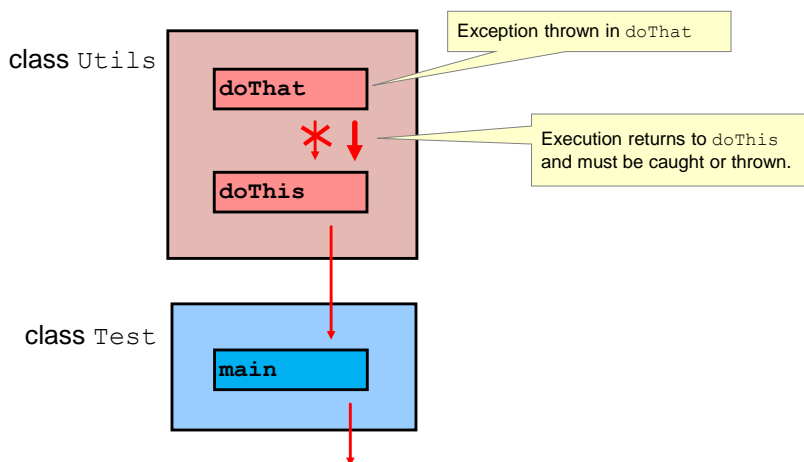 Exception thrown in doThat
class Utils
doThat
Execution returns to doThis
and must be caught or thrown.
doThis
class Test
main